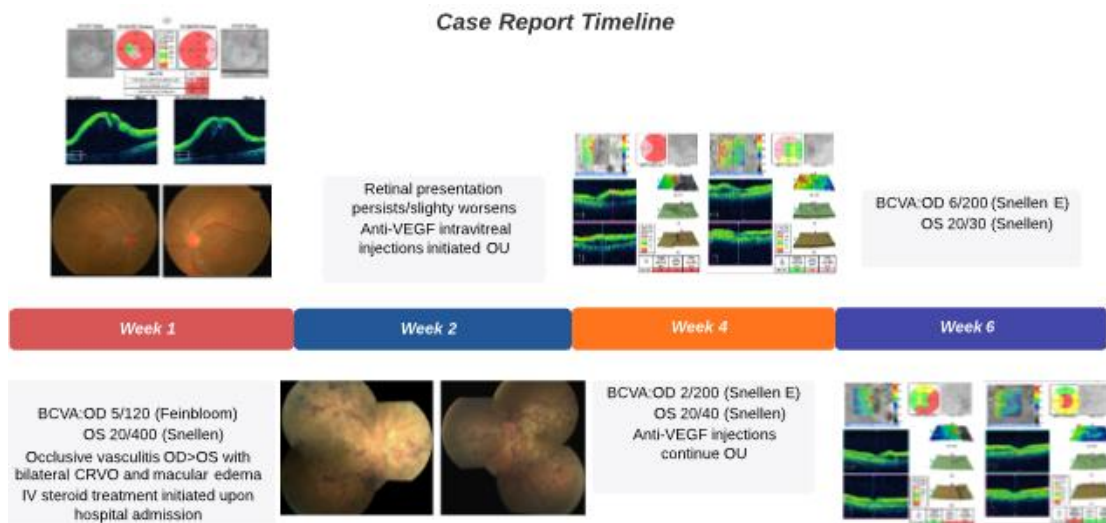 Case Report Timeline
Retinal presentation
persists/slighty worsens
Anti-VEGF intravitreal
injections initiated OU
BCVA:OD 6/200 (Snellen E)
OS 20/30 (Snellen)
Week 1
Week 2
Week 4
Week 6
BCVA:OD 5/120 (Feinbloom)
OS 20/400 (Snellen)
Occlusive vasculitis OD>OS with
bilateral CRVO and macular edema
IV steroid treatment initiated upon
hospital admission
BCVA:OD 2/200 (Snellen E)
OS 20/40 (Snellen)
Anti-VEGF injections
continue OU